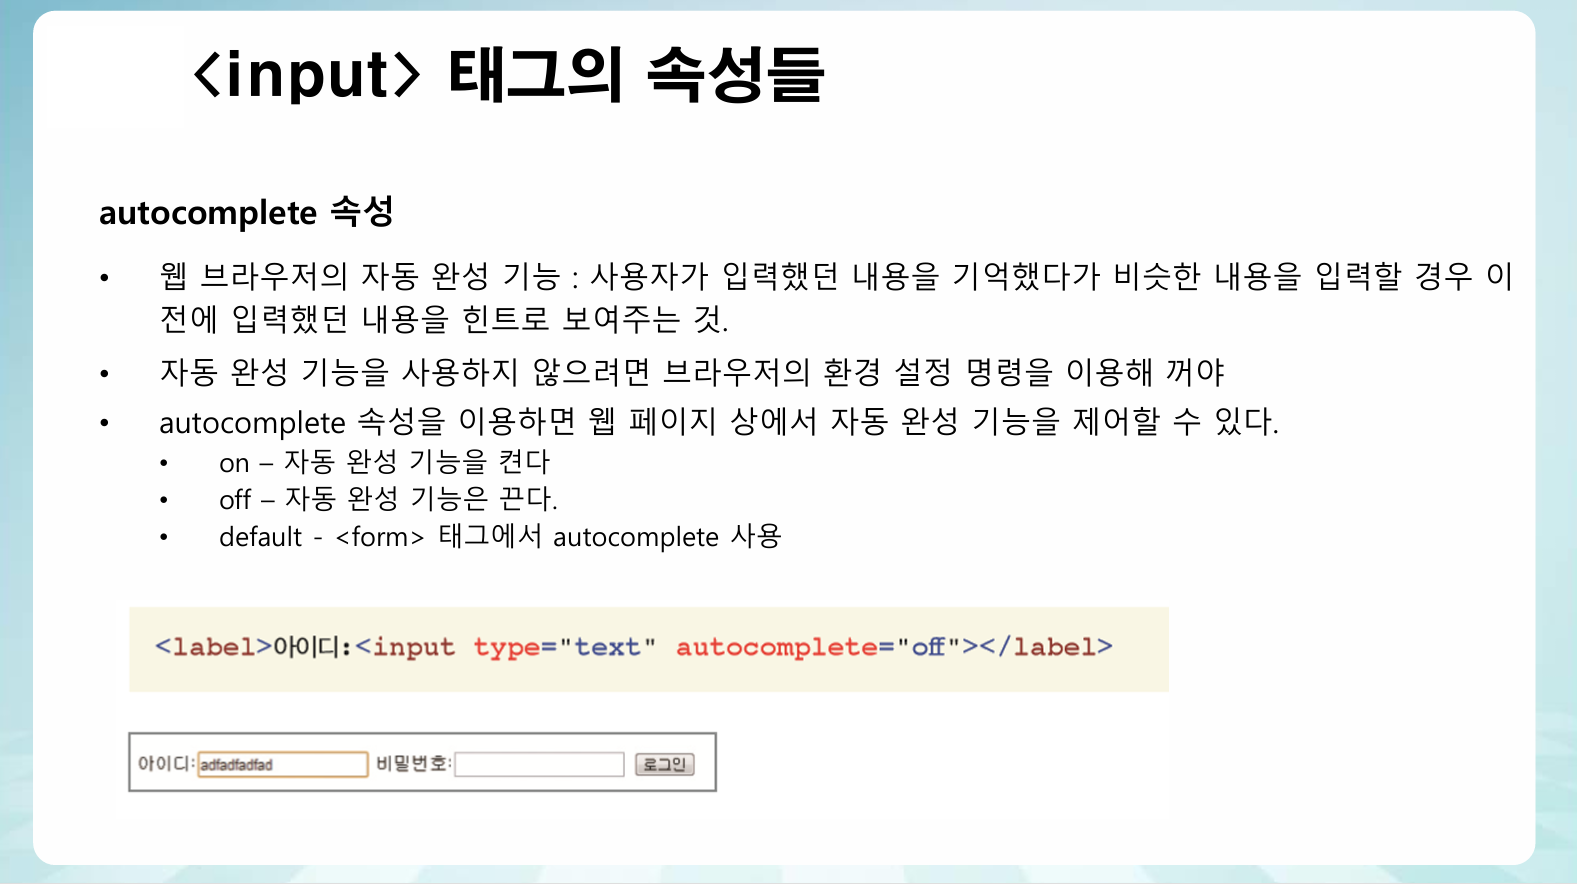 <input> 태그의 속성들
autocomplete 속성
• 웹 브라우저의 자동 완성 기능 : 사용자가 입력했던 내용을 기억했다가 비슷한 내용을 입력할 경우 이
전에 입력했던 내용을 힌트로 보여주는 것.
• 자동 완성 기능을 사용하지 않으려면 브라우저의 환경 설정 명령을 이용해 꺼야
• autocomplete 속성을 이용하면 웹 페이지 상에서 자동 완성 기능을 제어할 수 있다.
• on – 자동 완성 기능을 켠다
• off – 자동 완성 기능은 끈다.
• default - <form> 태그에서 autocomplete 사용
<label>아이디:<input type="text" autocomplete="off"></label>
아이디: adfadfadfad 비밀번호: 로그인